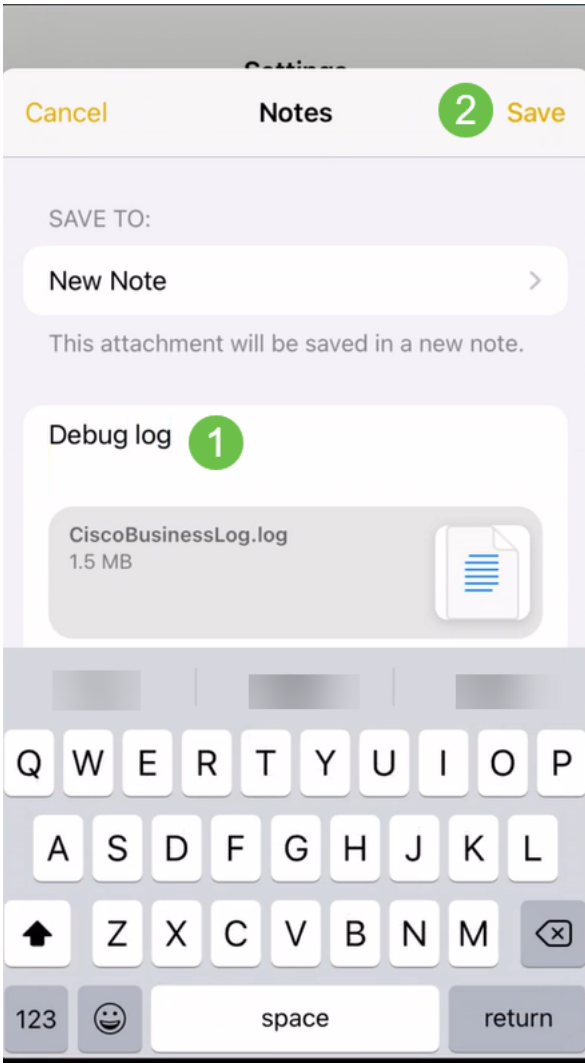 Settings
Cancel Notes 2 Save
SAVE TO:
New Note
This attachment will be saved in a new note.
Debug log 1
CiscoBusinessLog.log
1.5 MB
Q W E R T Y U I O P
A S D F G H J K L
Z X C V B N M
123 space return